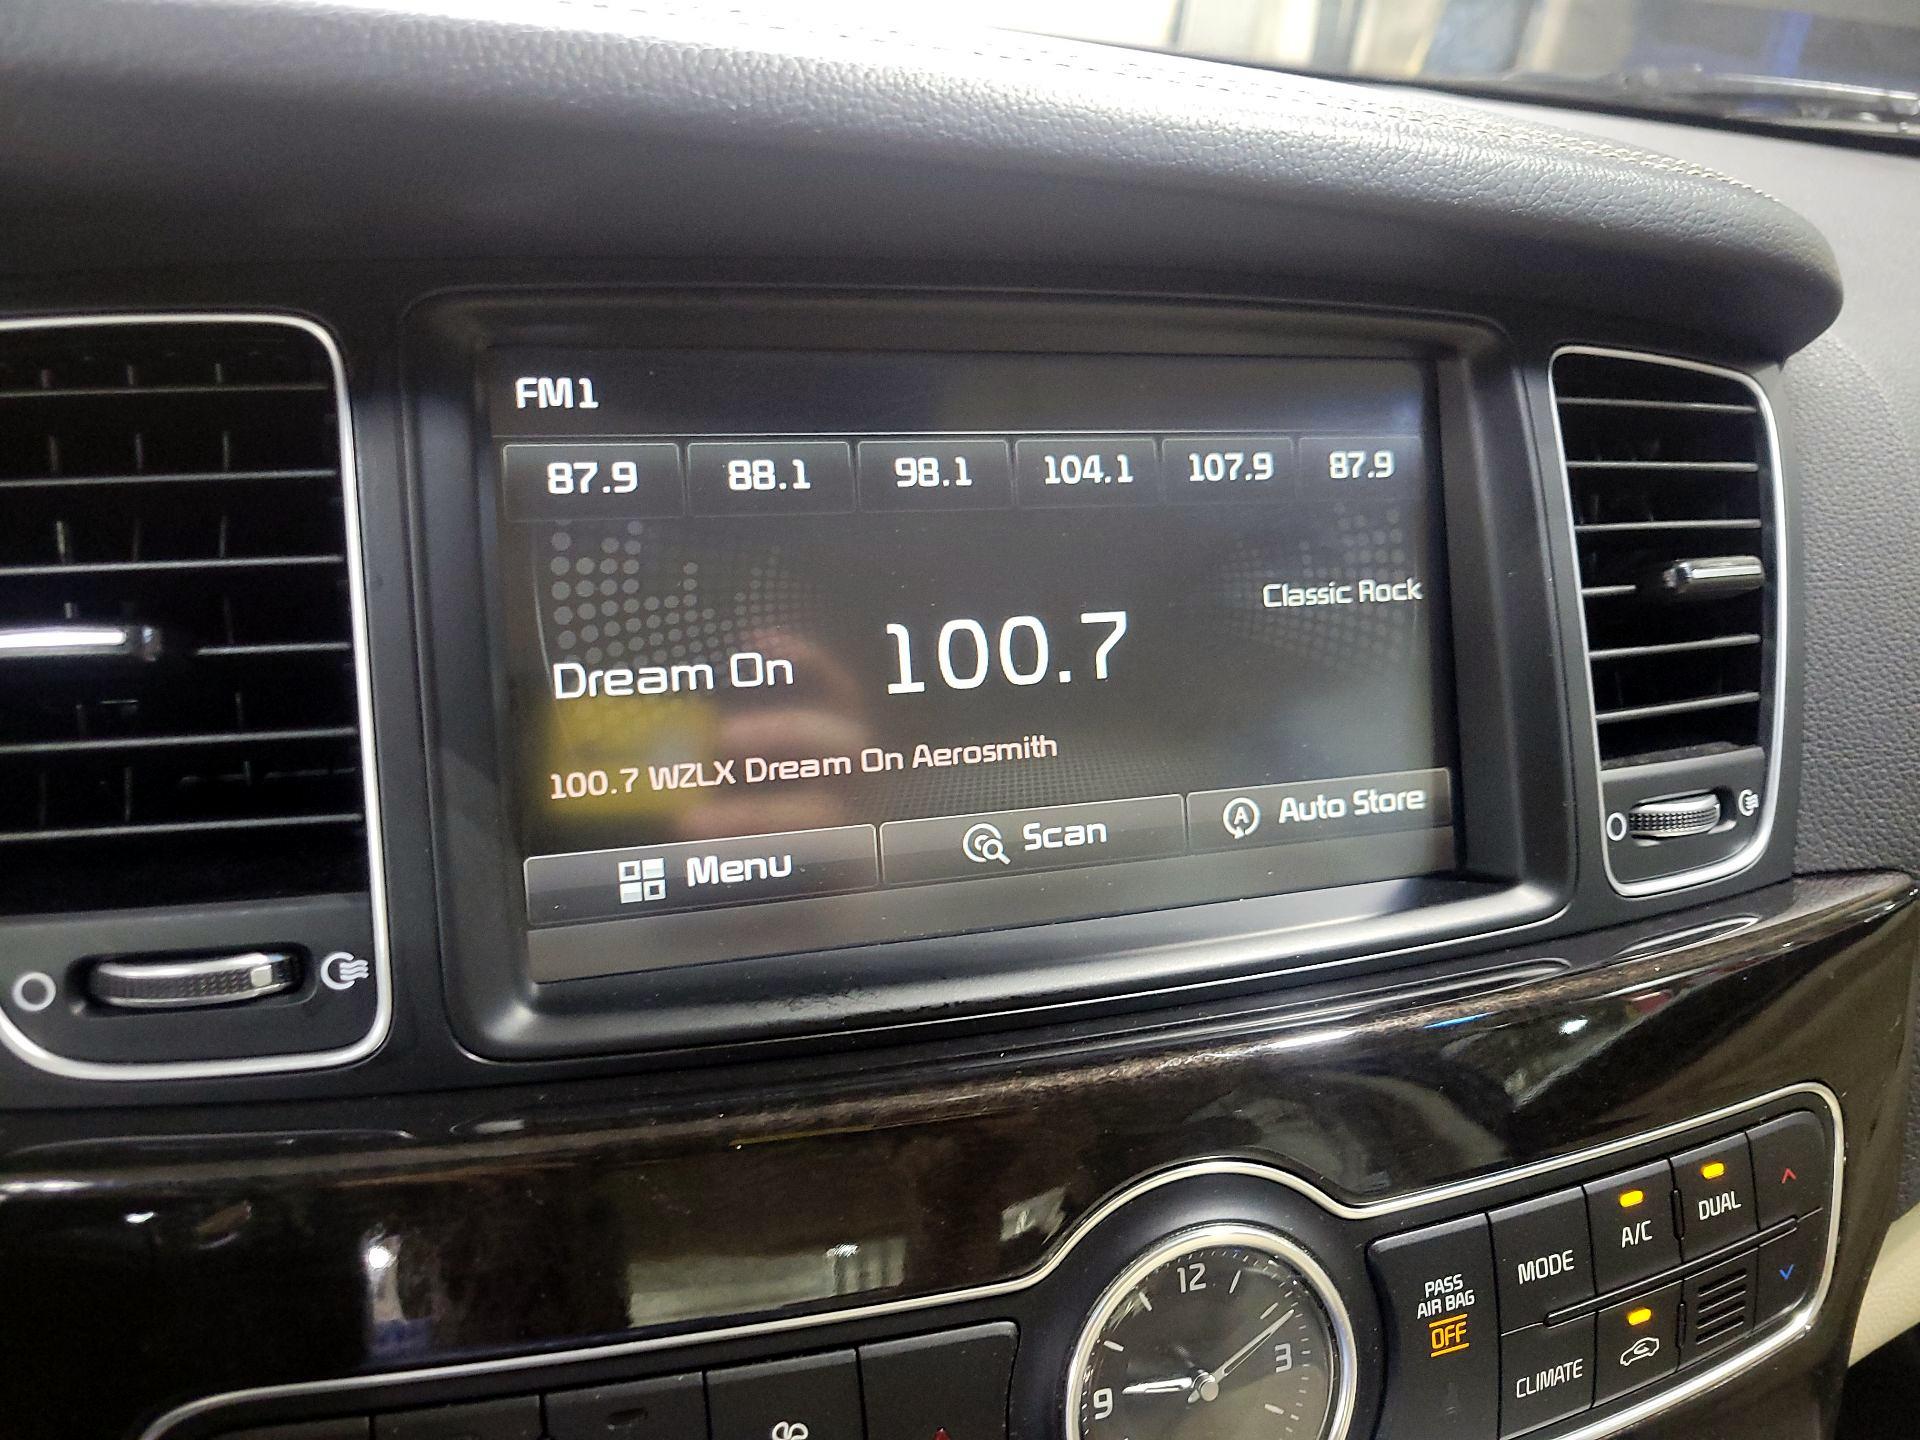 FM1
87.9 88.1 98.1 104.1 107.9 87.9
Classic Rock
Dream On 100.7
100.7 WZLX Dream On Aerosmith
Menu Scan A Auto Store
12
3
9
PASS
AIR BAG
OFF
MODE
A/C
DUAL
CLIMATE